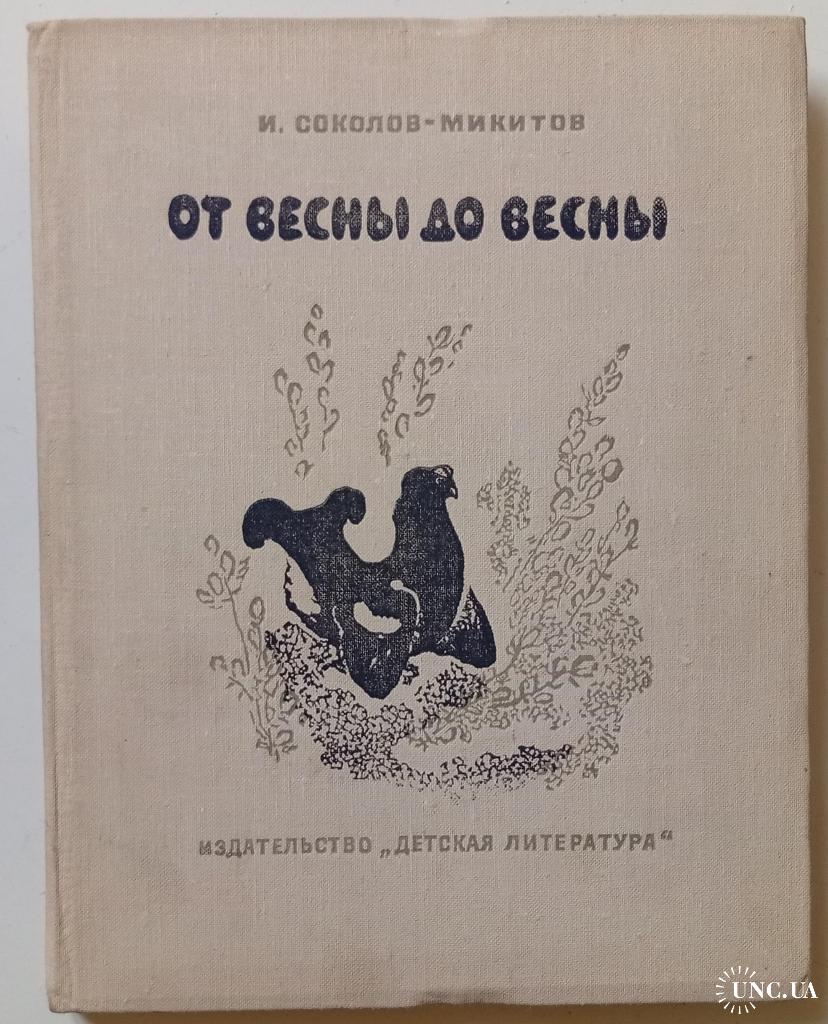 И. СОКОЛОВ-МИКИТОВ
ОТ ВЕСНЫ ДО ВЕСНЫ
ИЗДАТЕЛЬСТВО „ДЕТСКАЯ ЛИТЕРАТУРА“
UNC.UA